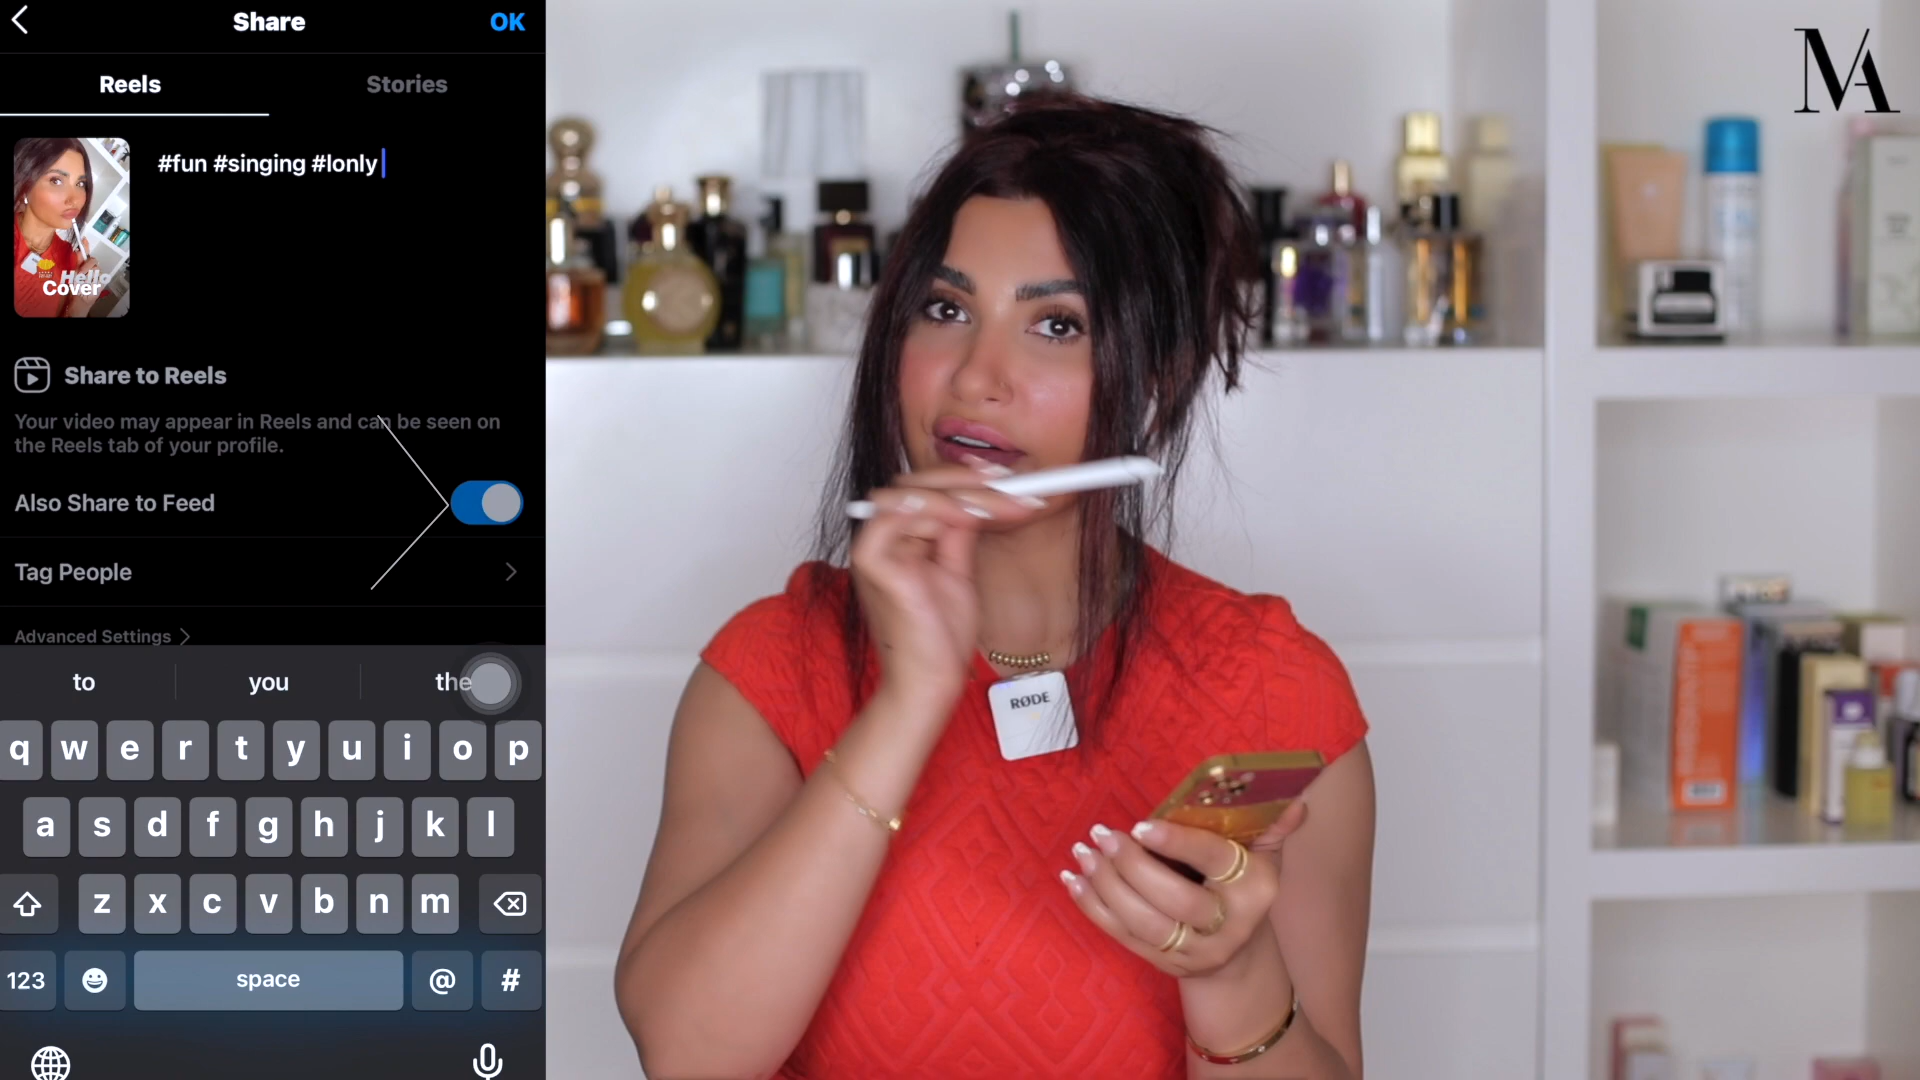 Share
OK
Reels
Stories
#fun #singing #lonly
Hello
Cover
Share to Reels
Your video may appear in Reels and can be seen on
the Reels tab of your profile.
Also Share to Feed
Tag People
Advanced Settings
to you the
q w e r t y u i o p
a s d f g h j k l
z x c v b n m
123 space @ #
RØDE
MA